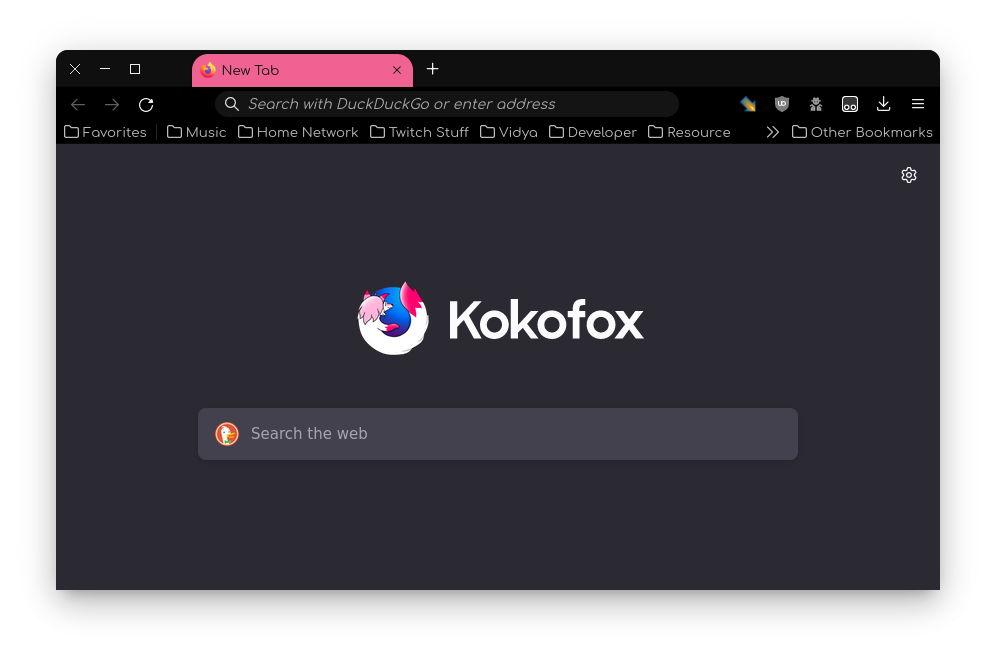 New Tab
Search with DuckDuckGo or enter address
Favorites Music Home Network Twitch Stuff Vidya Developer Resource Other Bookmarks
Kokofox
Search the web